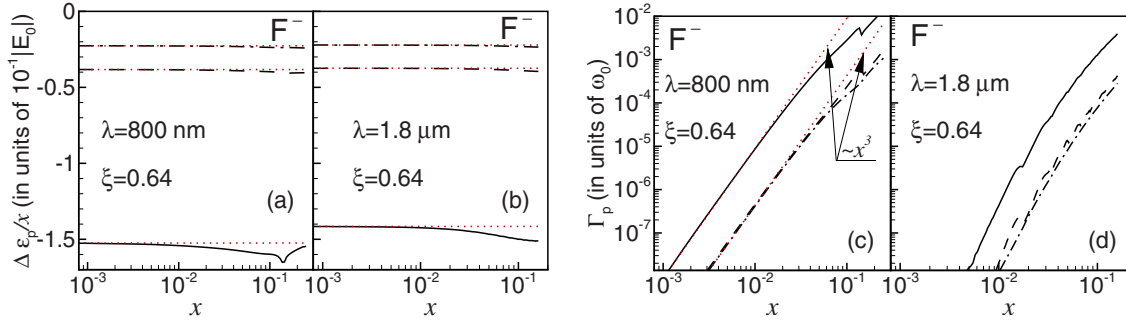 Δ ε_p/x (in units of 10⁻¹|E₀|)
0
-0.5
-1
-1.5
F⁻
λ=800 nm
ξ=0.64
(a)
10⁻³
10⁻²
10⁻¹
x
F⁻
λ=1.8 μm
ξ=0.64
(b)
10⁻³
10⁻²
10⁻¹
x
Γ_p (in units of ω₀)
10⁻²
10⁻³
10⁻⁴
10⁻⁵
10⁻⁶
10⁻⁷
F⁻
λ=800 nm
ξ=0.64
~x³
(c)
10⁻³
10⁻²
10⁻¹
x
F⁻
λ=1.8 μm
ξ=0.64
(d)
10⁻³
10⁻²
10⁻¹
x